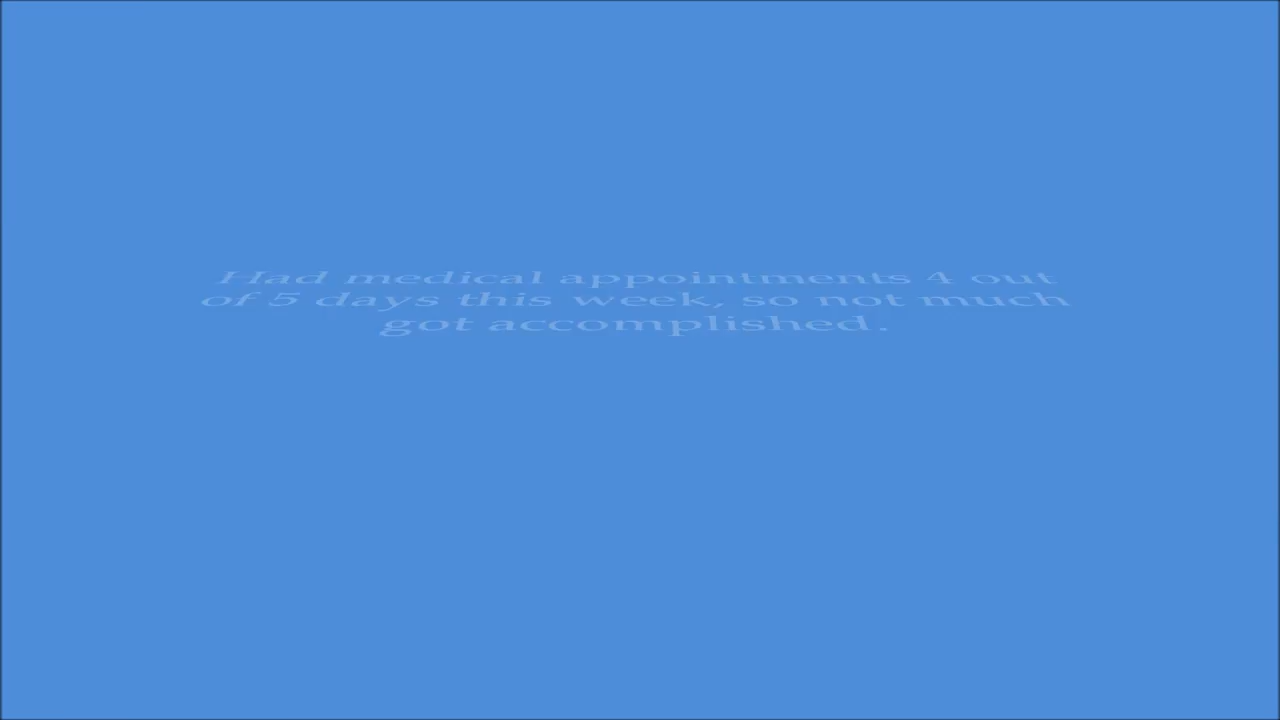 Had medical appointments 4 out
of 5 days this week, so not much
got accomplished.